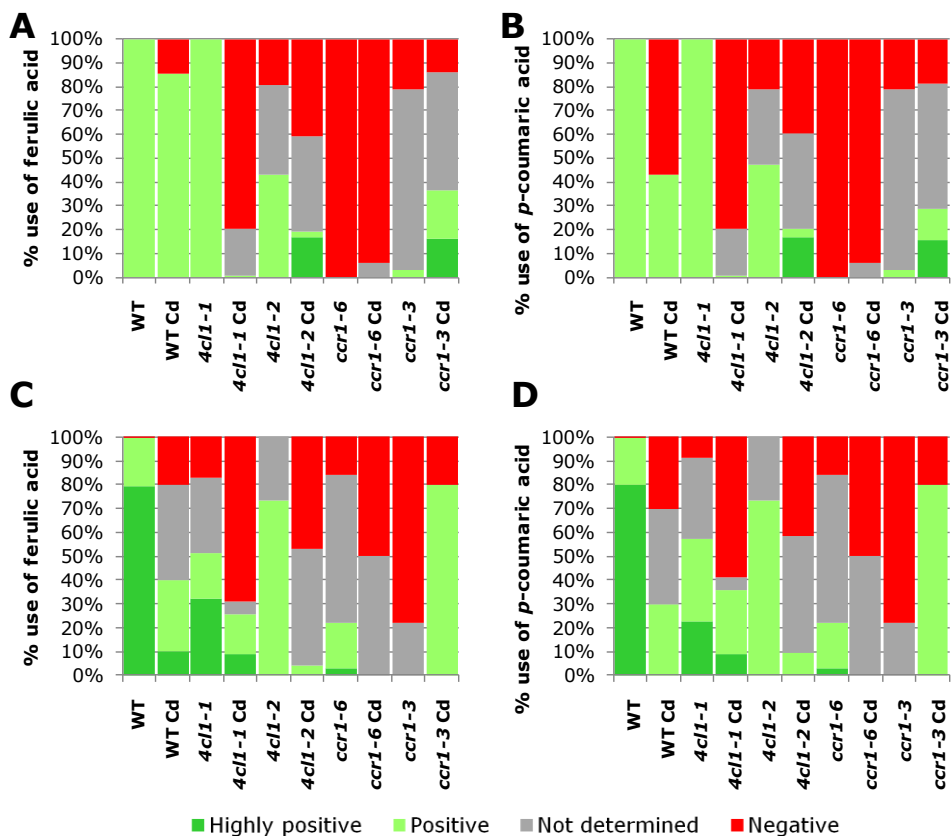 A
% use of ferulic acid
100%
90%
80%
70%
60%
50%
40%
30%
20%
10%
0%
WT
WT Cd
4cl1-1
4cl1-1 Cd
4cl1-2
4cl1-2 Cd
ccr1-6
ccr1-6 Cd
ccr1-3
ccr1-3 Cd
B
% use of p-coumaric acid
100%
90%
80%
70%
60%
50%
40%
30%
20%
10%
0%
WT
WT Cd
4cl1-1
4cl1-1 Cd
4cl1-2
4cl1-2 Cd
ccr1-6
ccr1-6 Cd
ccr1-3
ccr1-3 Cd
C
% use of ferulic acid
100%
90%
80%
70%
60%
50%
40%
30%
20%
10%
0%
WT
WT Cd
4cl1-1
4cl1-1 Cd
4cl1-2
4cl1-2 Cd
ccr1-6
ccr1-6 Cd
ccr1-3
ccr1-3 Cd
D
% use of p-coumaric acid
100%
90%
80%
70%
60%
50%
40%
30%
20%
10%
0%
WT
WT Cd
4cl1-1
4cl1-1 Cd
4cl1-2
4cl1-2 Cd
ccr1-6
ccr1-6 Cd
ccr1-3
ccr1-3 Cd
Highly positive
Positive
Not determined
Negative